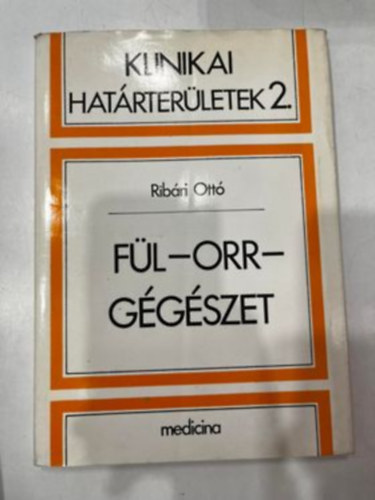 KLINIKAI
HATÁRTERÜLETEK 2.
Ribári Ottó
FÜL-ORR-
GÉGÉSZET
medicina